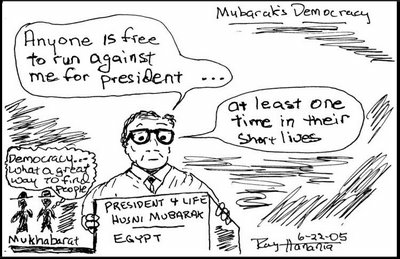 Mubarak's Democracy
Anyone is free
to run against
me for president ...
at least one
time in their
short lives
Democracy...
what a great
way to find
people
Mukhabarat
PRESIDENT 4 LIFE
HUSNI MUBARAK
EGYPT
6-22-05
Ray Hanania